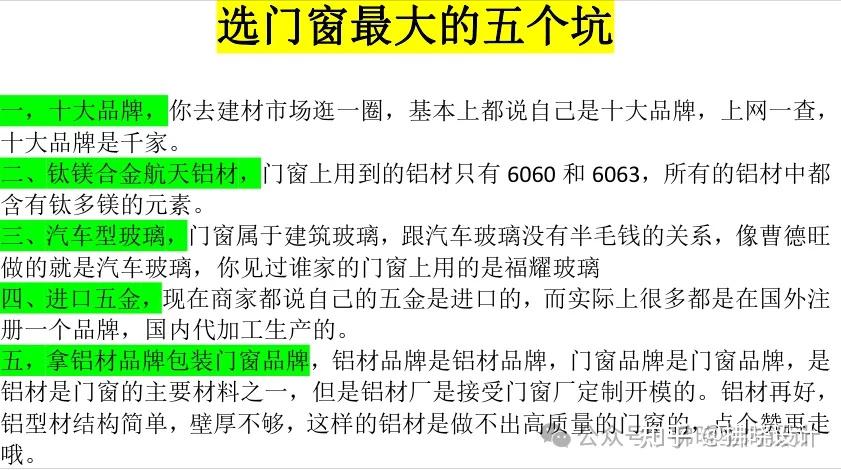 选门窗最大的五个坑
一，十大品牌，你去建材市场逛一圈，基本上都说自己是十大品牌，上网一查，
十大品牌是千家。
二、钛镁合金航天铝材，门窗上用到的铝材只有 6060 和 6063，所有的铝材中都
含有钛多镁的元素。
三、汽车型玻璃，门窗属于建筑玻璃，跟汽车玻璃没有半毛钱的关系，像曹德旺
做的就是汽车玻璃，你见过谁家的门窗上用的是福耀玻璃
四、进口五金，现在商家都说自己的五金是进口的，而实际上很多都是在国外注
册一个品牌，国内代加工生产的。
五，拿铝材品牌包装门窗品牌，铝材品牌是铝材品牌，门窗品牌是门窗品牌，是
铝材是门窗的主要材料之一，但是铝材厂是接受门窗厂定制开模的。铝材再好，
铝型材结构简单，壁厚不够，这样的铝材是做不出高质量的门窗的，点个赞再走
哦。
公众号
知乎 @拂晓设计